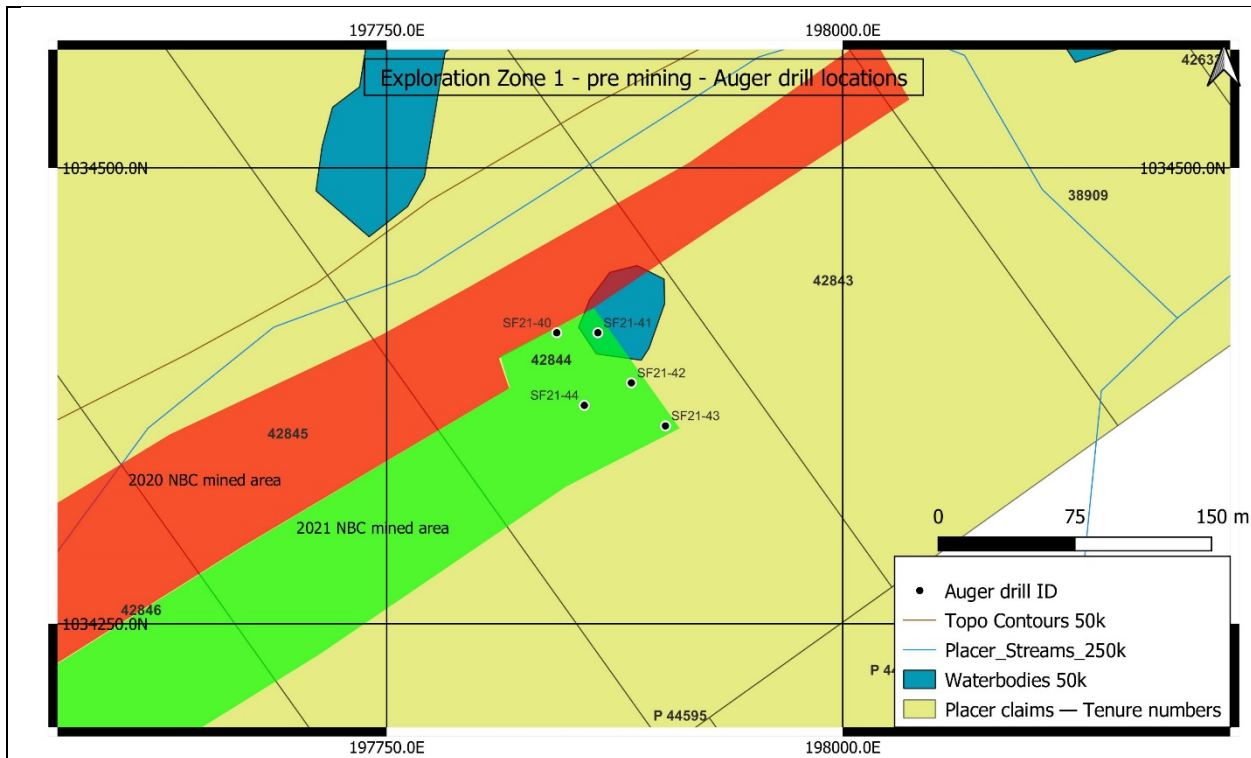 197750.0E
198000.0E
Exploration Zone 1 - pre mining - Auger drill locations
1034500.0N
1034500.0N
38909
42843
SF21-40
SF21-41
42844
SF21-42
SF21-44
SF21-43
42845
2020 NBC mined area
2021 NBC mined area
0 75 150 m
42846
1034250.0N
Auger drill ID
Topo Contours 50k
Placer_Streams_250k
Waterbodies 50k
Placer claims — Tenure numbers
P 44595
197750.0E
198000.0E